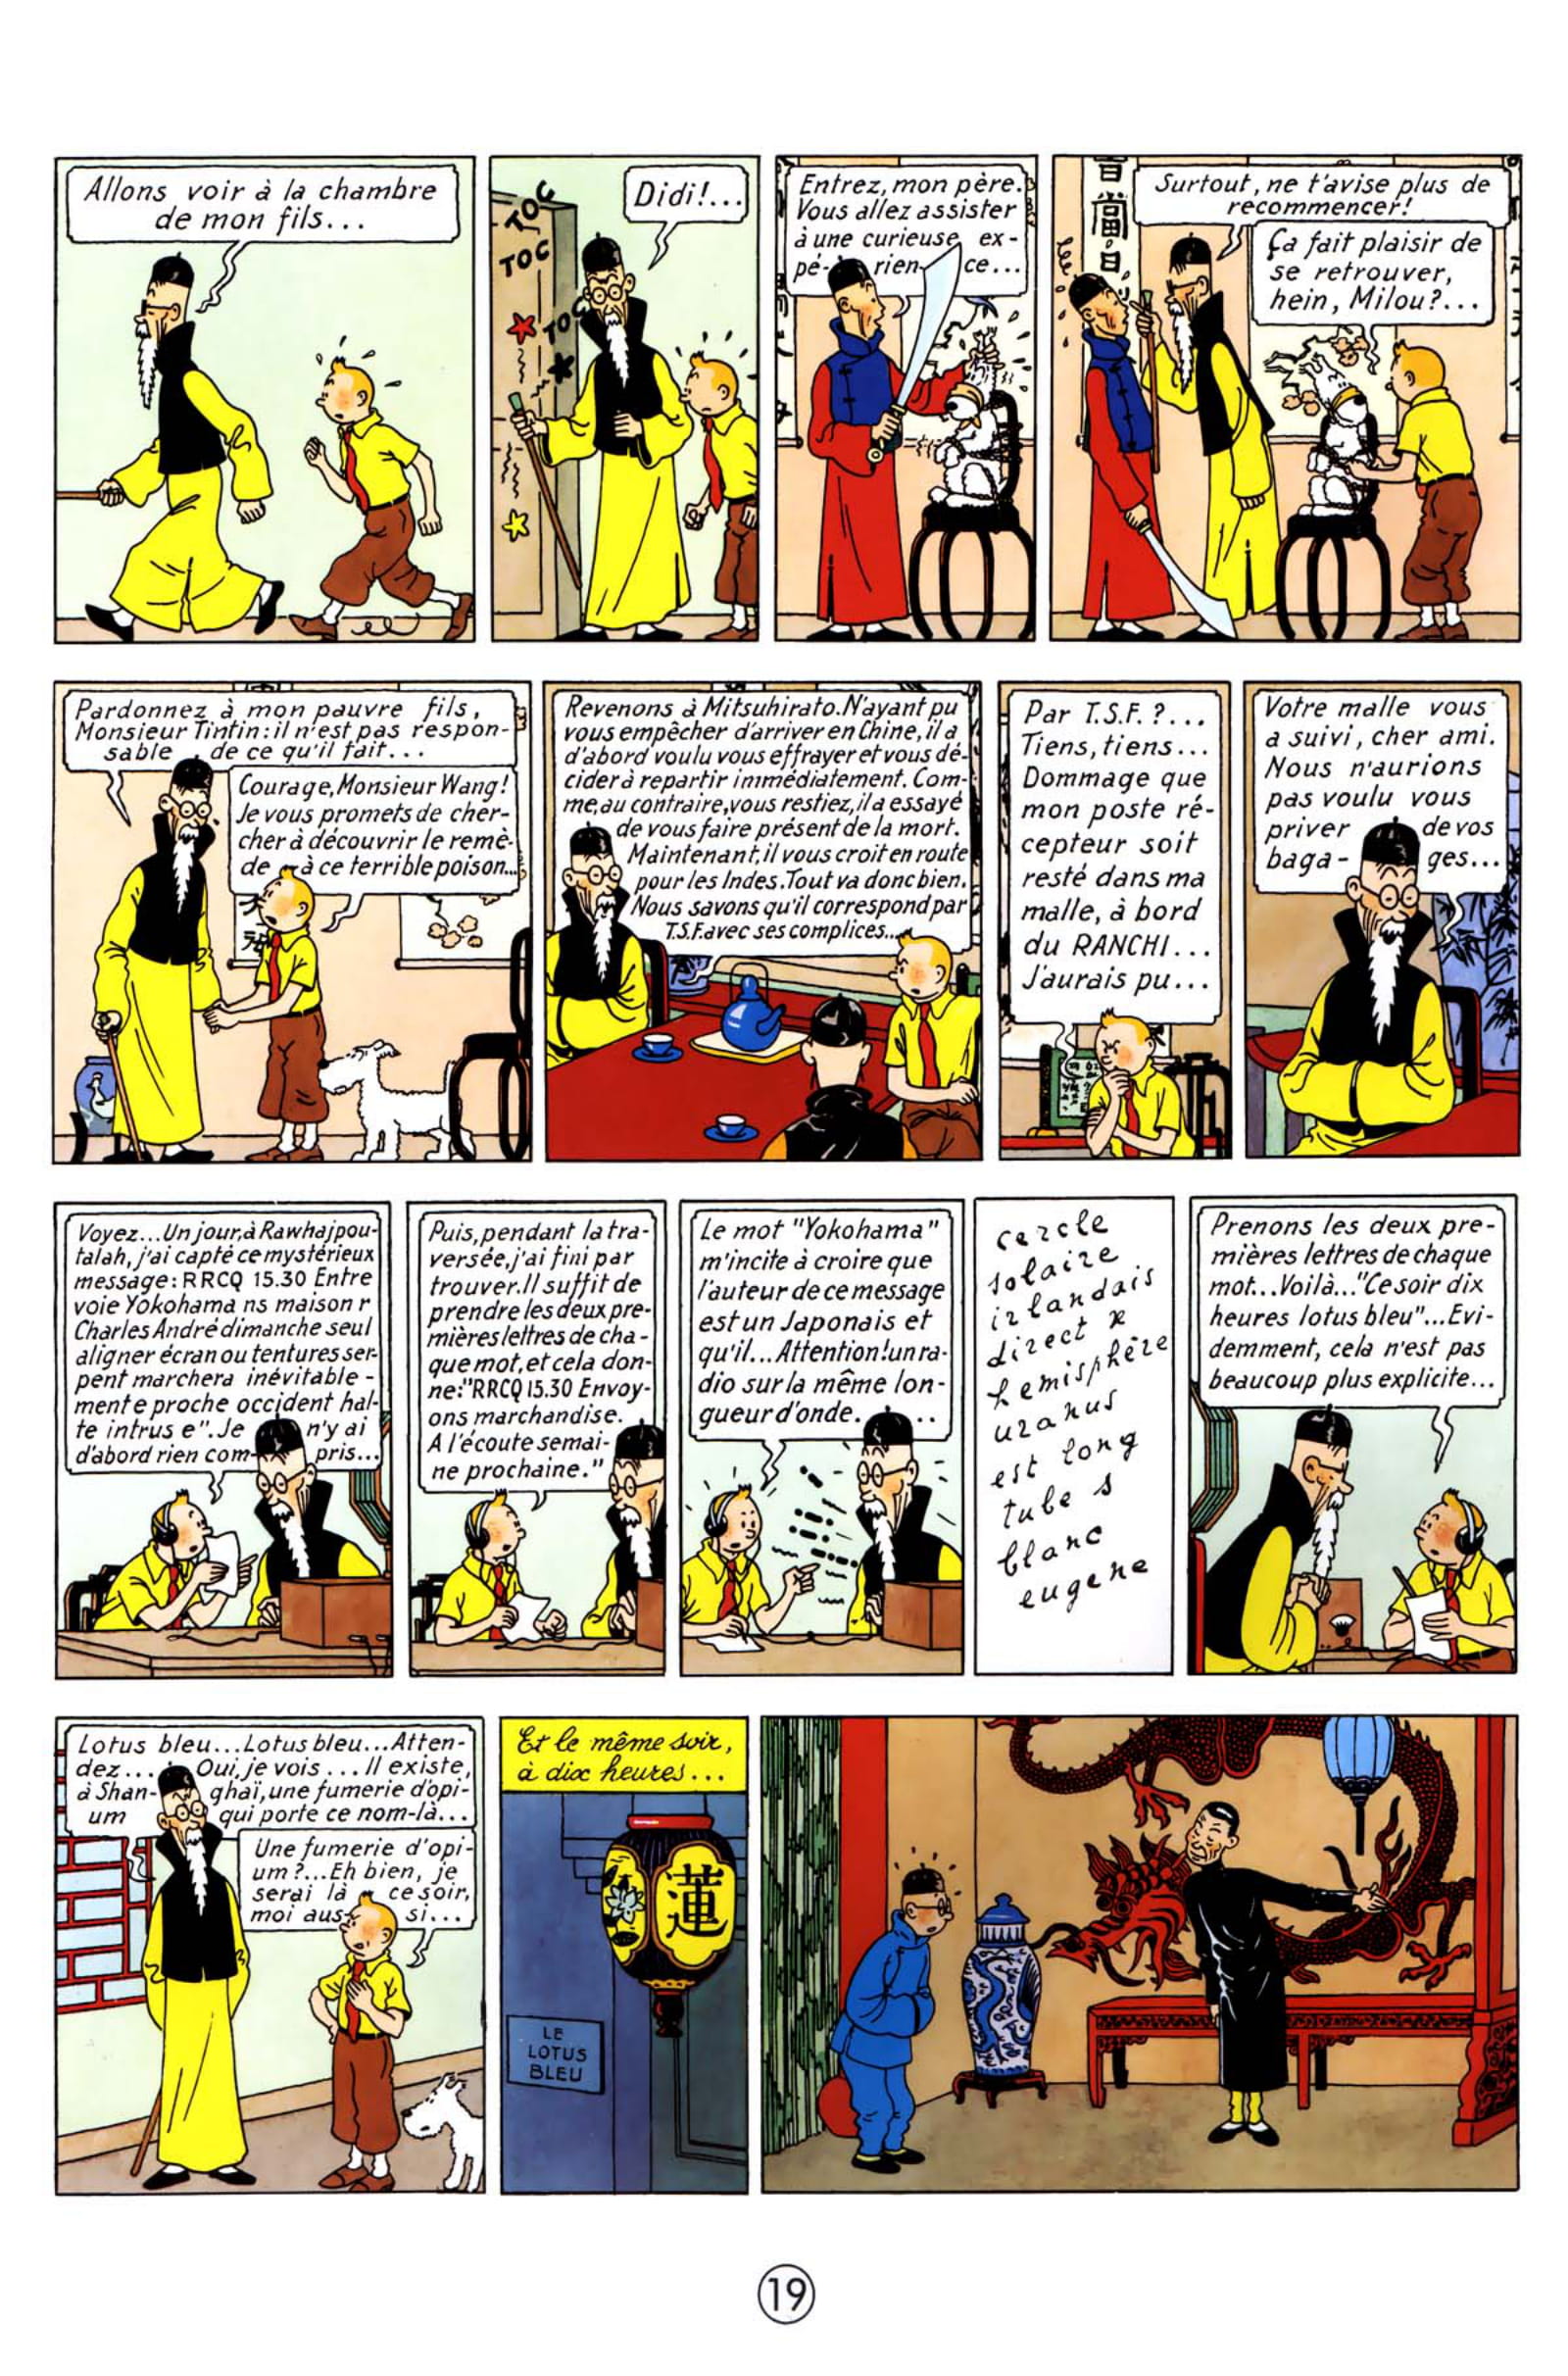 Allons voir à la chambre
de mon fils...
TOC
TOC
TOC
Didi!...
Entrez, mon père.
Vous allez assister
à une curieuse ex-
pé- rien- ce...
Surtout, ne t'avise plus de
recommencer!
Ça fait plaisir de
se retrouver,
hein, Milou?...
Pardonnez à mon pauvre fils,
Monsieur Tintin: il n'est pas respon-
sable de ce qu'il fait...
Courage, Monsieur Wang!
Je vous promets de cher-
cher à découvrir le remè-
de à ce terrible poison...
Revenons à Mitsuhirato. N'ayant pu
vous empêcher d'arriver en Chine, il a
d'abord voulu vous effrayer et vous dé-
cider à repartir immédiatement. Com-
me, au contraire, vous restiez, il a essayé
de vous faire présent de la mort.
Maintenant, il vous croit en route
pour les Indes. Tout va donc bien.
Nous savons qu'il correspond par
T.S.F. avec ses complices...
Par T.S.F.?...
Tiens, tiens...
Dommage que
mon poste ré-
cepteur soit
resté dans ma
malle, à bord
du RANCHI...
J'aurais pu...
Votre malle vous
a suivi, cher ami.
Nous n'aurions
pas voulu vous
priver de vos
baga- ges...
Voyez... Un jour, à Rawhajpou-
talah, j'ai capté ce mystérieux
message: RRCQ 15.30 Entre
voie Yokohama ns maison r
Charles André dimanche seul
aligner écran ou tentures ser-
pent marchera inévitable-
ment e proche occident hal-
te intrus e". Je n'y ai
d'abord rien com- pris...
Puis, pendant la tra-
versée, j'ai fini par
trouver. Il suffit de
prendre les deux pre-
mières lettres de cha-
que mot, et cela don-
ne: "RRCQ 15.30 Envoy-
ons marchandise.
A l'écoute semai-
ne prochaine."
Le mot "Yokohama"
m'incite à croire que
l'auteur de ce message
est un Japonais et
qu'il... Attention! un ra-
dio sur la même lon-
gueur d'onde. ..
cercle
solaire
irlandais
direct x
hemisphère
uranus
est long
tube s
blanc
eugene
Prenons les deux pre-
mières lettres de chaque
mot... Voilà... "Ce soir dix
heures lotus bleu"... Evi-
demment, cela n'est pas
beaucoup plus explicite...
Lotus bleu... Lotus bleu... Atten-
dez... Oui, je vois... Il existe,
à Shan- ghaï, une fumerie d'opi-
um qui porte ce nom-là...
Une fumerie d'opi-
um?... Eh bien, je
serai là ce soir,
moi aus- si...
Et le même soir,
à dix heures...
蓮
LE
LOTUS
BLEU
19